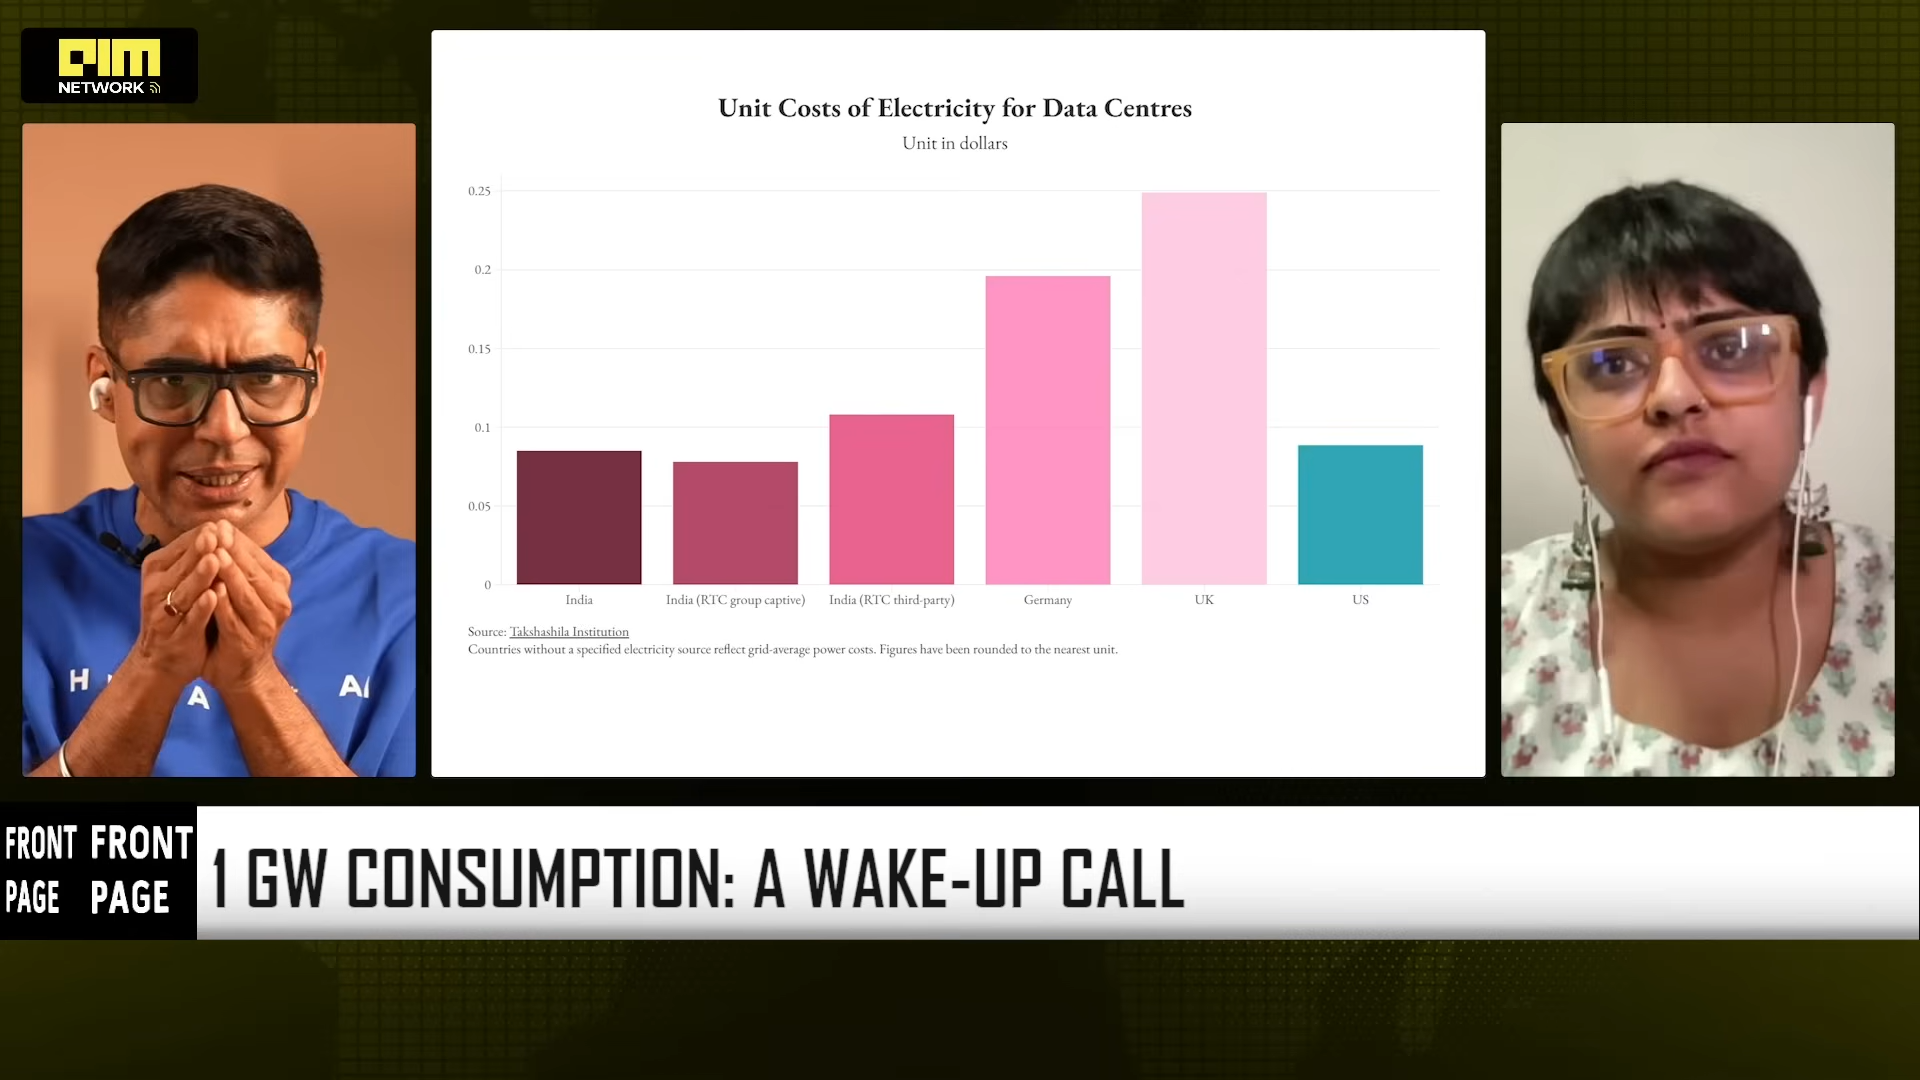 AIM
NETWORK
Unit Costs of Electricity for Data Centres
Unit in dollars
0.25
0.2
0.15
0.1
0.05
0
India
India (RTC group captive)
India (RTC third-party)
Germany
UK
US
Source: Takshashila Institution
Countries without a specified electricity source reflect grid-average power costs. Figures have been rounded to the nearest unit.
H A AI
FRONT FRONT
PAGE PAGE
1 GW CONSUMPTION: A WAKE-UP CALL